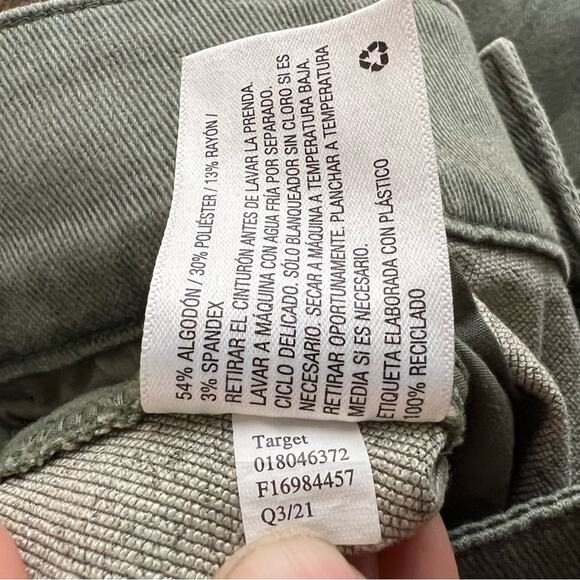 54% ALGODÓN / 30% POLIÉSTER / 13% RAYÓN /
3% SPANDEX
RETIRAR EL CINTURÓN ANTES DE LAVAR LA PRENDA.
LAVAR A MÁQUINA CON AGUA FRÍA POR SEPARADO.
CICLO DELICADO. SÓLO BLANQUEADOR SIN CLORO SI ES
NECESARIO. SECAR A MÁQUINA A TEMPERATURA BAJA.
RETIRAR OPORTUNAMENTE. PLANCHAR A TEMPERATURA
MEDIA SI ES NECESARIO.
ETIQUETA ELABORADA CON PLÁSTICO
100% RECICLADO
Target
018046372
F16984457
Q3/21